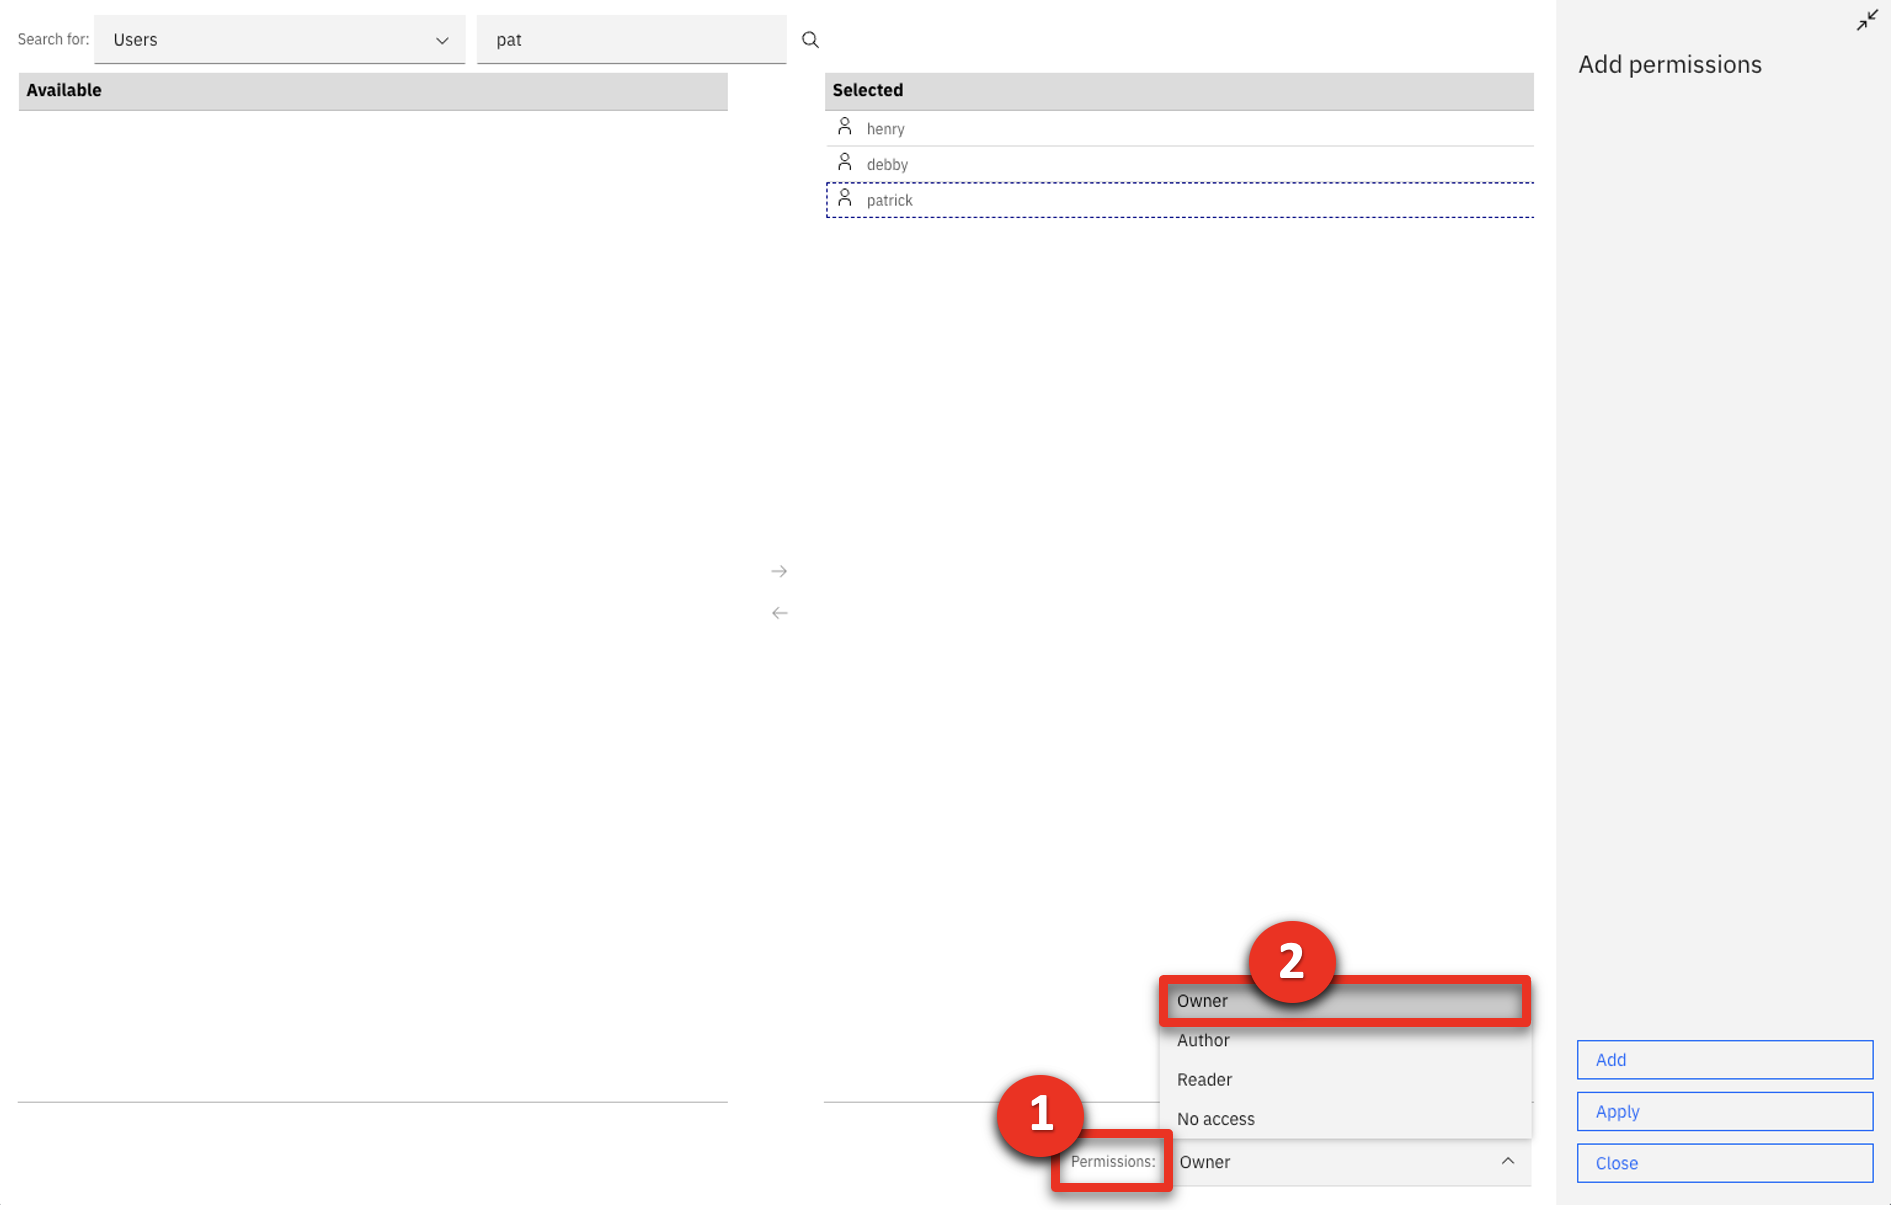 Search for: Users pat
Add permissions
Available
Selected
henry
debby
patrick
2
Owner
Author
Reader
No access
1
Permissions: Owner
Add
Apply
Close